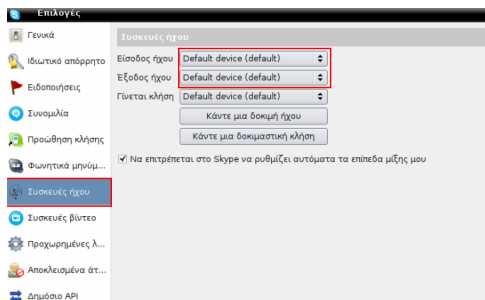 Επιλογές
Γενικά
Ιδιωτικό απόρρητο
Ειδοποιήσεις
Συνομιλία
Προώθηση κλήσης
Φωνητικά μηνύμ...
Συσκευές ήχου
Συσκευές βίντεο
Προχωρημένες λ...
Αποκλεισμένα άτ...
Δημόσιο API
Συσκευές ήχου
Είσοδος ήχου Default device (default)
Έξοδος ήχου Default device (default)
Γίνεται κλήση Default device (default)
Κάντε μια δοκιμή ήχου
Κάντε μια δοκιμαστική κλήση
Να επιτρέπεται στο Skype να ρυθμίζει αυτόματα τα επίπεδα μίξης μου